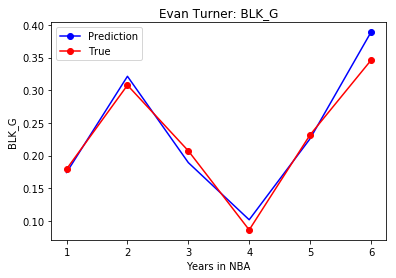 Evan Turner: BLK_G
Prediction
True
0.40
0.35
0.30
0.25
0.20
0.15
0.10
BLK_G
1 2 3 4 5 6
Years in NBA